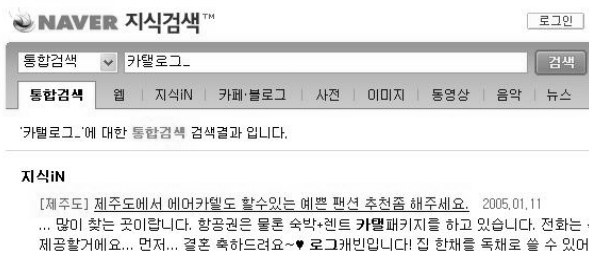 NAVER 지식검색™
로그인
통합검색 카탤로그_ 검색
통합검색 웹 지식iN 카페·블로그 사전 이미지 동영상 음악 뉴스
'카탤로그_'에 대한 통합검색 검색결과 입니다.
지식iN
[제주도] 제주도에서 에어카텔도 할수있는 예쁜 팬션 추천좀 해주세요. 2005,01,11
... 많이 찾는 곳이랍니다. 항공권은 물론 숙박+렌트 카탤패키지를 하고 있습니다. 전화는
제공할거에요... 먼저... 결혼 축하드려요~♥ 로그캐빈입니다! 집 한채를 독채로 쓸 수 있어